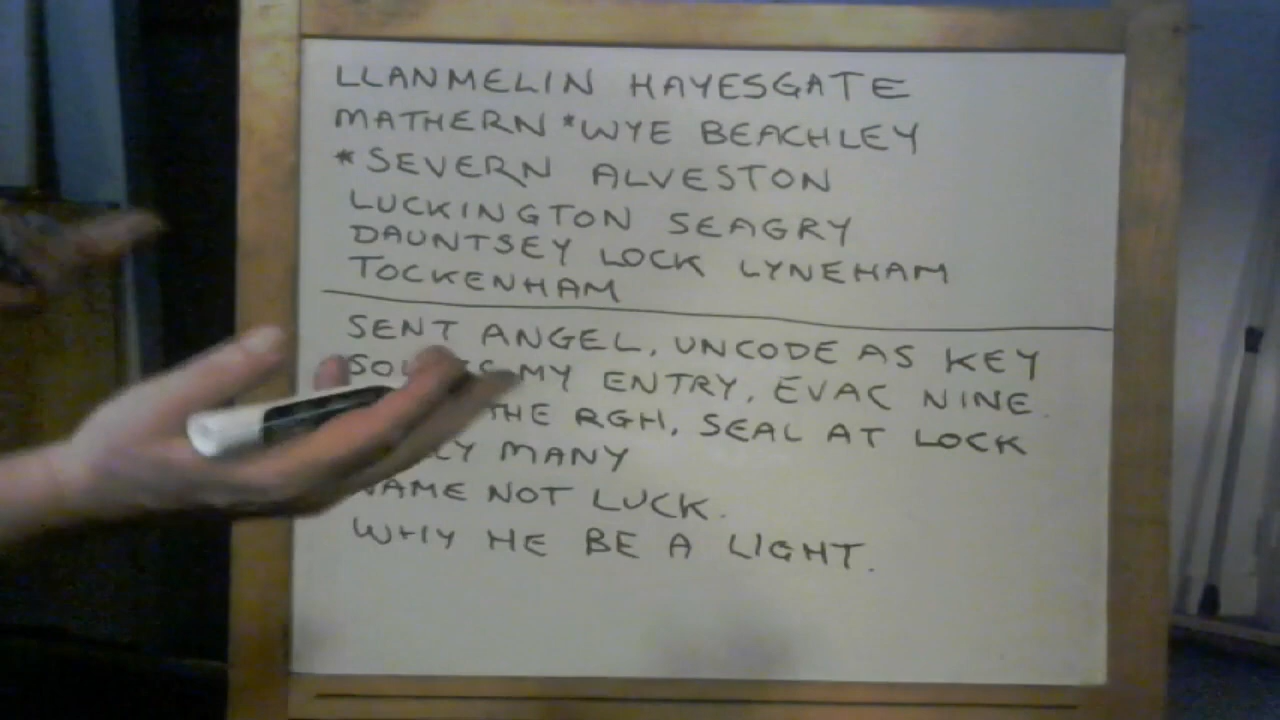 LLANMELIN HAYESGATE
MATHERN *WYE BEACHLEY
*SEVERN ALVESTON
LUCKINGTON SEAGRY
DAUNTSEY LOCK LYNEHAM
TOCKENHAM
SENT ANGEL, UNCODE AS KEY
MY ENTRY, EVAC NINE.
THE RGH, SEAL AT LOCK
MANY
NAME NOT LUCK.
WHY HE BE A LIGHT.